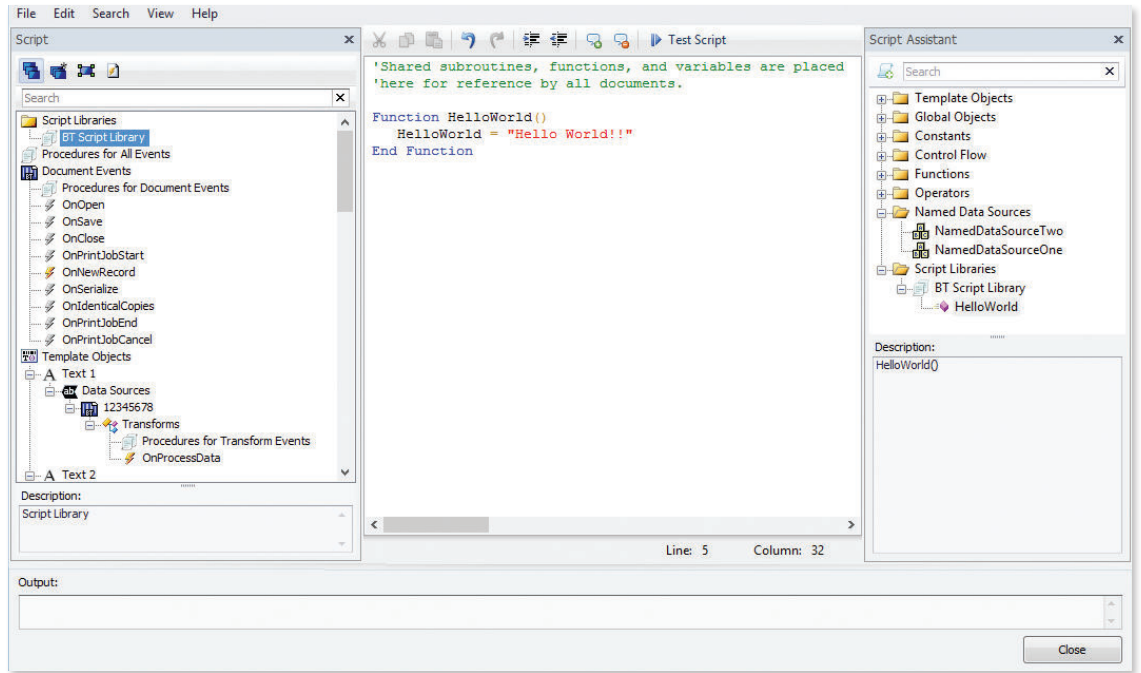 File Edit Search View Help
Script
Search
Script Libraries
BT Script Library
Procedures for All Events
Document Events
Procedures for Document Events
OnOpen
OnSave
OnClose
OnPrintJobStart
OnNewRecord
OnSerialize
OnIdenticalCopies
OnPrintJobEnd
OnPrintJobCancel
Template Objects
Text 1
Data Sources
12345678
Transforms
Procedures for Transform Events
OnProcessData
Text 2
Description:
Script Library
Test Script
'Shared subroutines, functions, and variables are placed
'here for reference by all documents.
Function HelloWorld()
HelloWorld = "Hello World!!"
End Function
Line: 5 Column: 32
Script Assistant
Search
Template Objects
Global Objects
Constants
Control Flow
Functions
Operators
Named Data Sources
NamedDataSourceTwo
NamedDataSourceOne
Script Libraries
BT Script Library
HelloWorld
Description:
HelloWorld()
Output:
Close